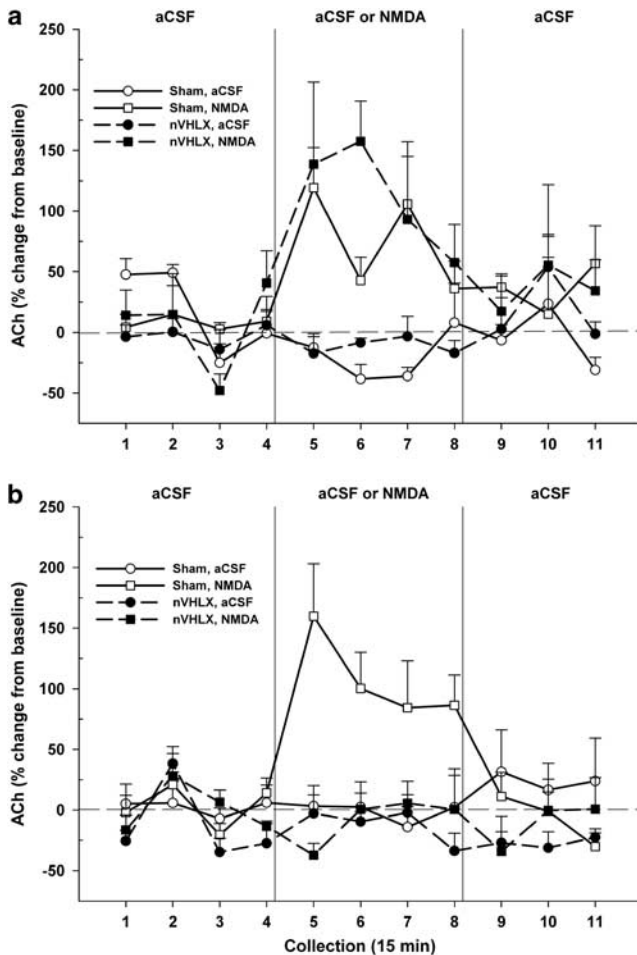 a
aCSF aCSF or NMDA aCSF
250
Sham, aCSF
200
Sham, NMDA
nVHLX, aCSF
150
nVHLX, NMDA
100
50
0
-50
ACh (% change from baseline)
1 2 3 4 5 6 7 8 9 10 11
b
aCSF aCSF or NMDA aCSF
250
Sham, aCSF
200
Sham, NMDA
nVHLX, aCSF
150
nVHLX, NMDA
100
50
0
-50
ACh (% change from baseline)
1 2 3 4 5 6 7 8 9 10 11
Collection (15 min)